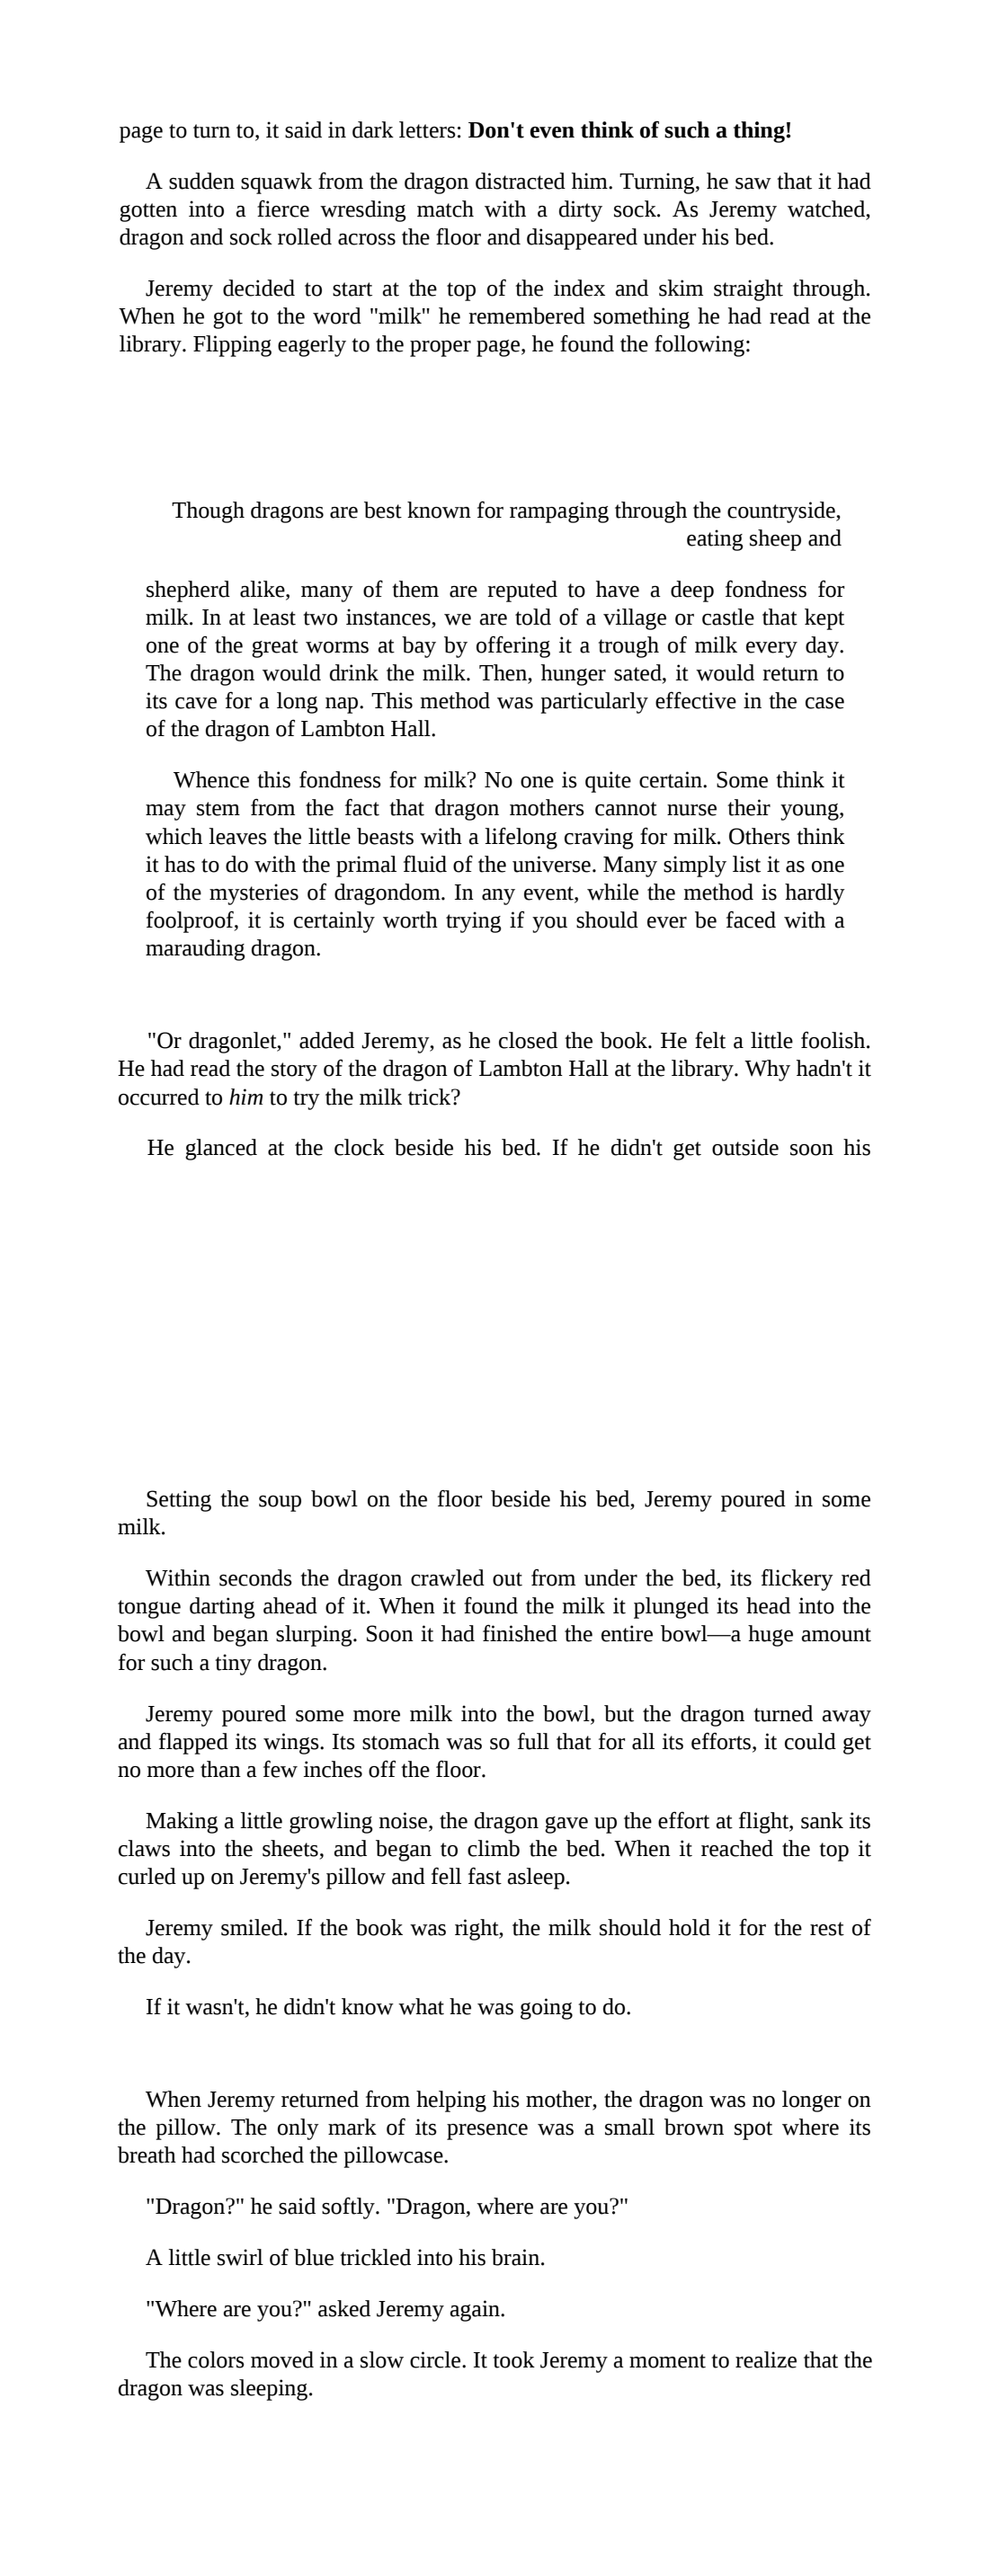 page to turn to, it said in dark letters: Don't even think of such a thing!
A sudden squawk from the dragon distracted him. Turning, he saw that it had
gotten into a fierce wresding match with a dirty sock. As Jeremy watched,
dragon and sock rolled across the floor and disappeared under his bed.
Jeremy decided to start at the top of the index and skim straight through.
When he got to the word "milk" he remembered something he had read at the
library. Flipping eagerly to the proper page, he found the following:
Though dragons are best known for rampaging through the countryside,
eating sheep and
shepherd alike, many of them are reputed to have a deep fondness for
milk. In at least two instances, we are told of a village or castle that kept
one of the great worms at bay by offering it a trough of milk every day.
The dragon would drink the milk. Then, hunger sated, it would return to
its cave for a long nap. This method was particularly effective in the case
of the dragon of Lambton Hall.
Whence this fondness for milk? No one is quite certain. Some think it
may stem from the fact that dragon mothers cannot nurse their young,
which leaves the little beasts with a lifelong craving for milk. Others think
it has to do with the primal fluid of the universe. Many simply list it as one
of the mysteries of dragondom. In any event, while the method is hardly
foolproof, it is certainly worth trying if you should ever be faced with a
marauding dragon.
"Or dragonlet," added Jeremy, as he closed the book. He felt a little foolish.
He had read the story of the dragon of Lambton Hall at the library. Why hadn't it
occurred to him to try the milk trick?
He glanced at the clock beside his bed. If he didn't get outside soon his
Setting the soup bowl on the floor beside his bed, Jeremy poured in some
milk.
Within seconds the dragon crawled out from under the bed, its flickery red
tongue darting ahead of it. When it found the milk it plunged its head into the
bowl and began slurping. Soon it had finished the entire bowl—a huge amount
for such a tiny dragon.
Jeremy poured some more milk into the bowl, but the dragon turned away
and flapped its wings. Its stomach was so full that for all its efforts, it could get
no more than a few inches off the floor.
Making a little growling noise, the dragon gave up the effort at flight, sank its
claws into the sheets, and began to climb the bed. When it reached the top it
curled up on Jeremy's pillow and fell fast asleep.
Jeremy smiled. If the book was right, the milk should hold it for the rest of
the day.
If it wasn't, he didn't know what he was going to do.
When Jeremy returned from helping his mother, the dragon was no longer on
the pillow. The only mark of its presence was a small brown spot where its
breath had scorched the pillowcase.
"Dragon?" he said softly. "Dragon, where are you?"
A little swirl of blue trickled into his brain.
"Where are you?" asked Jeremy again.
The colors moved in a slow circle. It took Jeremy a moment to realize that the
dragon was sleeping.